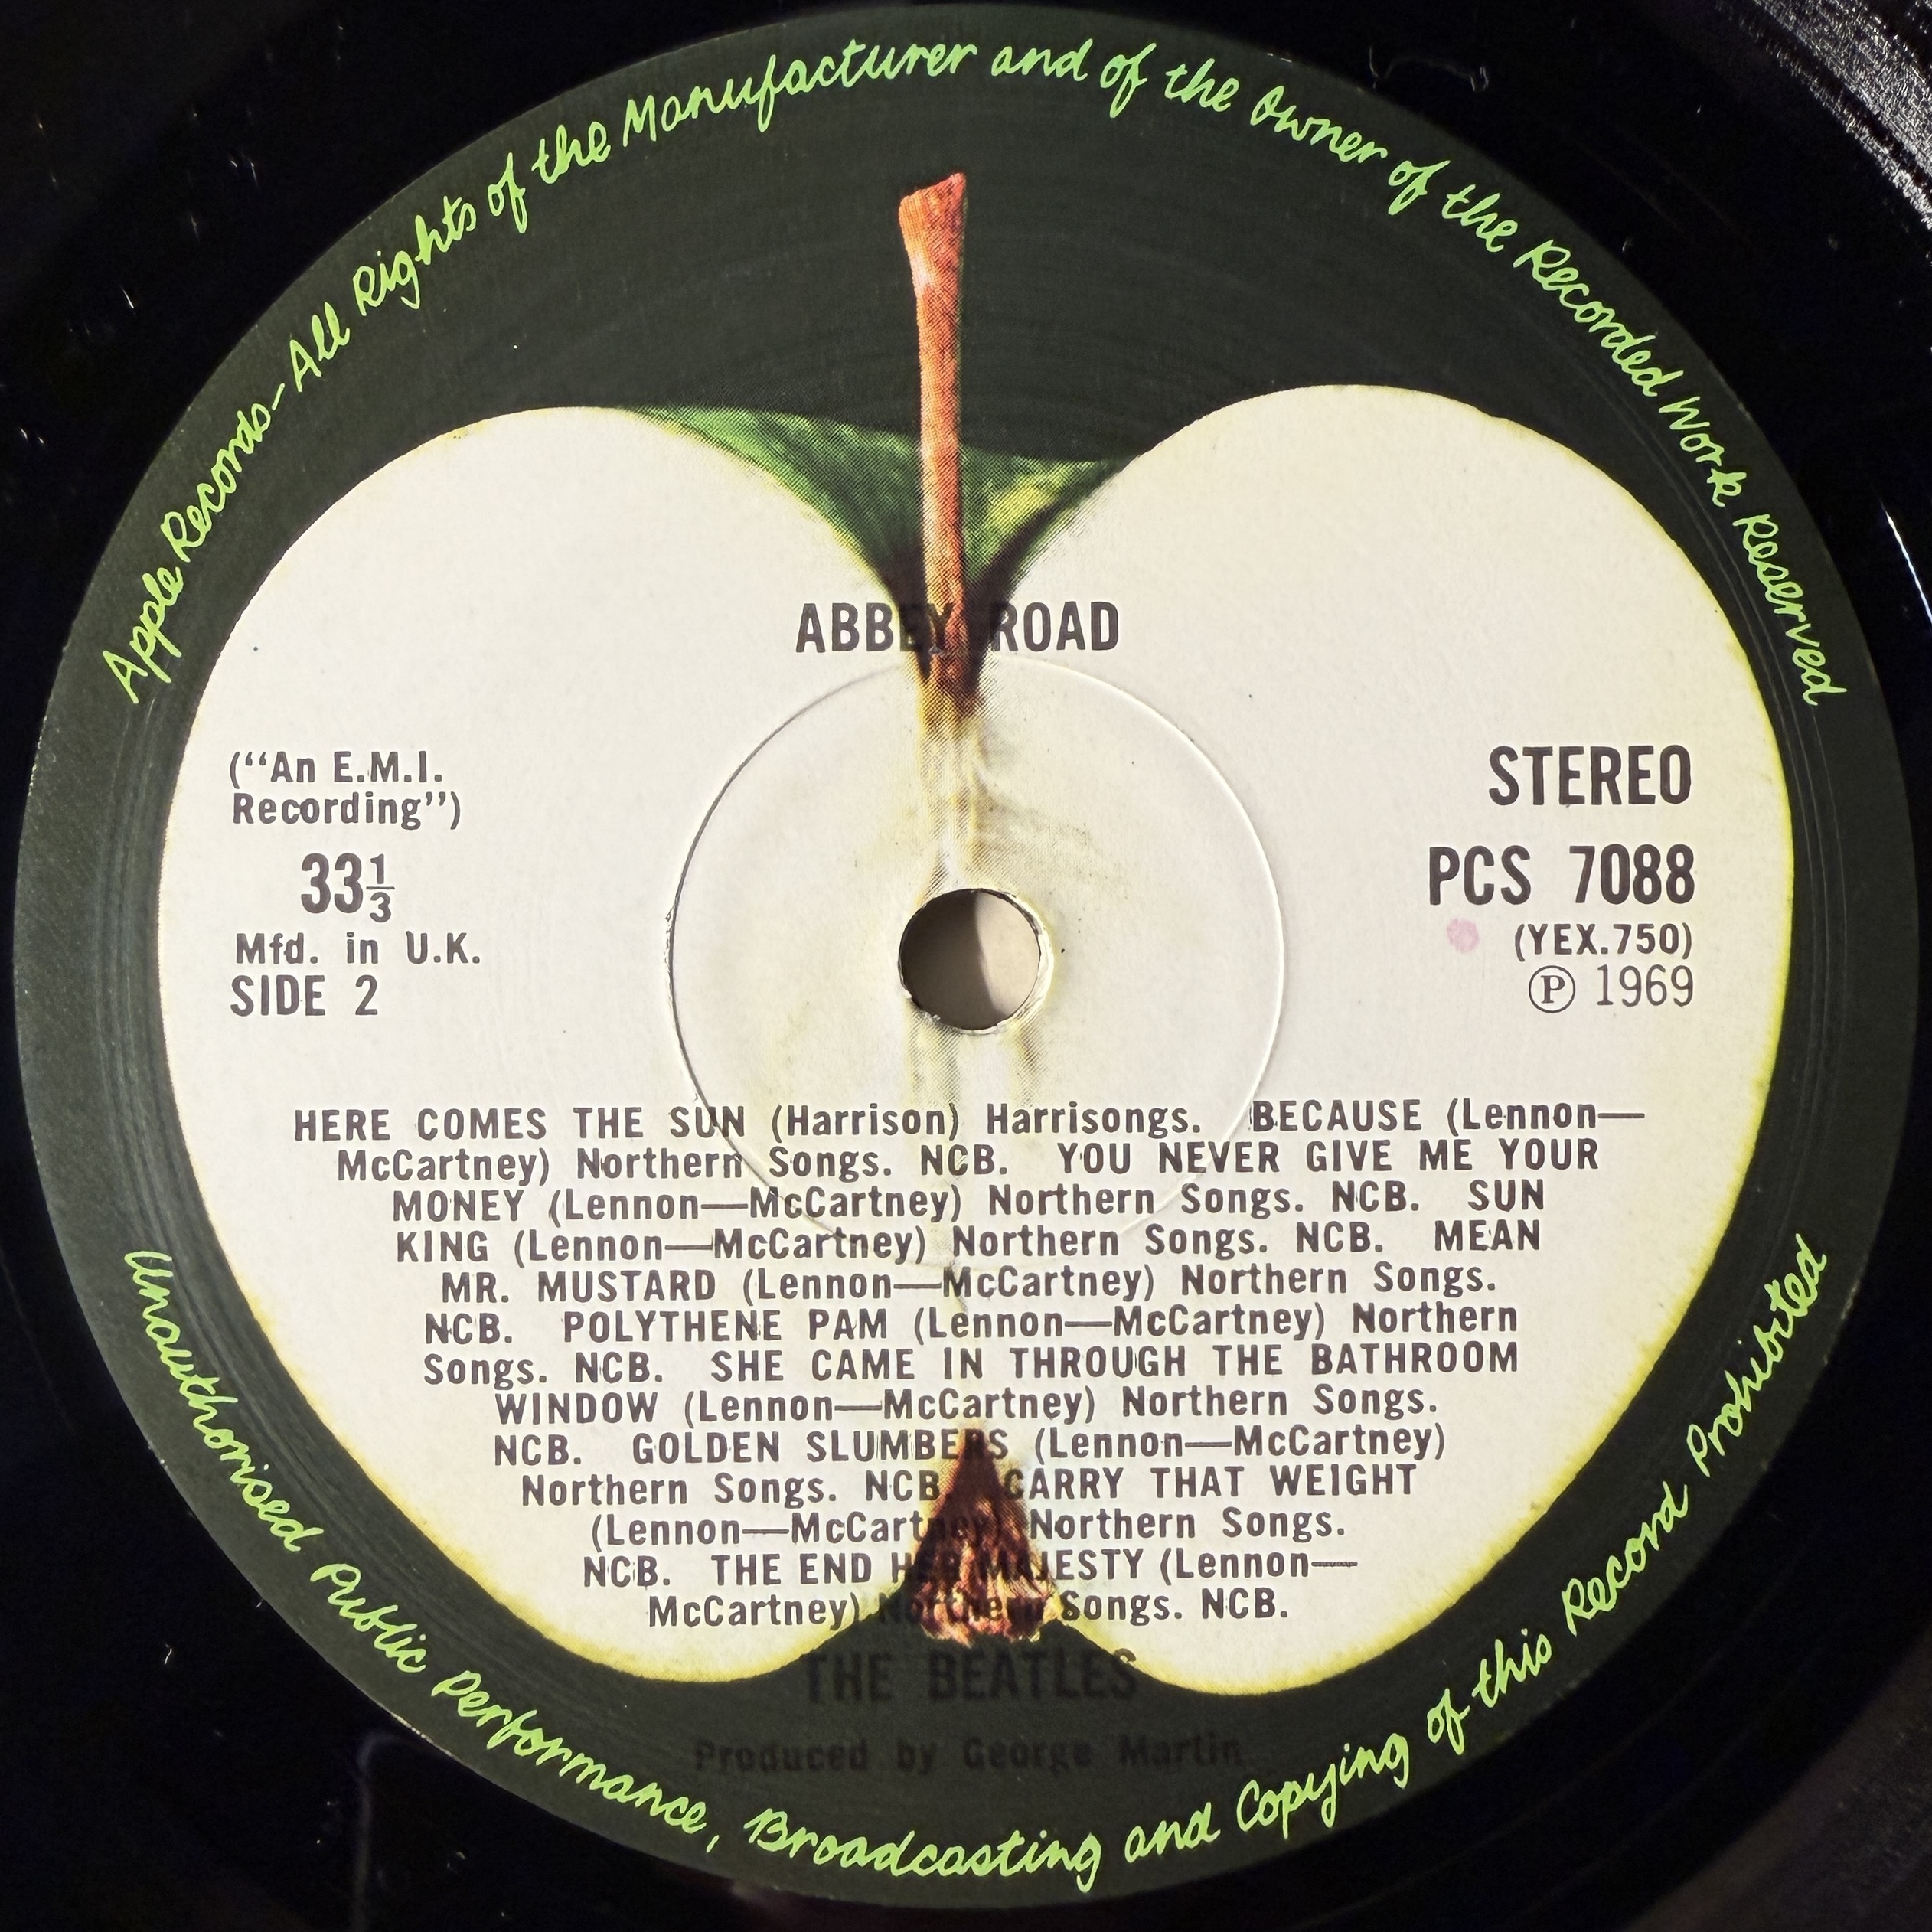 Apple Records-All Rights of the Manufacturer and of the Owner of the Recorded Work Reserved
ABBEY ROAD
(“An E.M.I.
Recording”)
33⅓
Mfd. in U.K.
SIDE 2
STEREO
PCS 7088
(YEX.750)
Ⓟ 1969
HERE COMES THE SUN (Harrison) Harrisongs. BECAUSE (Lennon—
McCartney) Northern Songs. NCB. YOU NEVER GIVE ME YOUR
MONEY (Lennon—McCartney) Northern Songs. NCB. SUN
KING (Lennon—McCartney) Northern Songs. NCB. MEAN
MR. MUSTARD (Lennon—McCartney) Northern Songs.
NCB. POLYTHENE PAM (Lennon—McCartney) Northern
Songs. NCB. SHE CAME IN THROUGH THE BATHROOM
WINDOW (Lennon—McCartney) Northern Songs.
NCB. GOLDEN SLUMBERS (Lennon—McCartney)
Northern Songs. NCB. CARRY THAT WEIGHT
(Lennon—McCartney) Northern Songs.
NCB. THE END HER MAJESTY (Lennon—
McCartney) Northern Songs. NCB.
THE BEATLES
Produced by George Martin
Unauthorised Public Performance, Broadcasting and Copying of this Record Prohibited